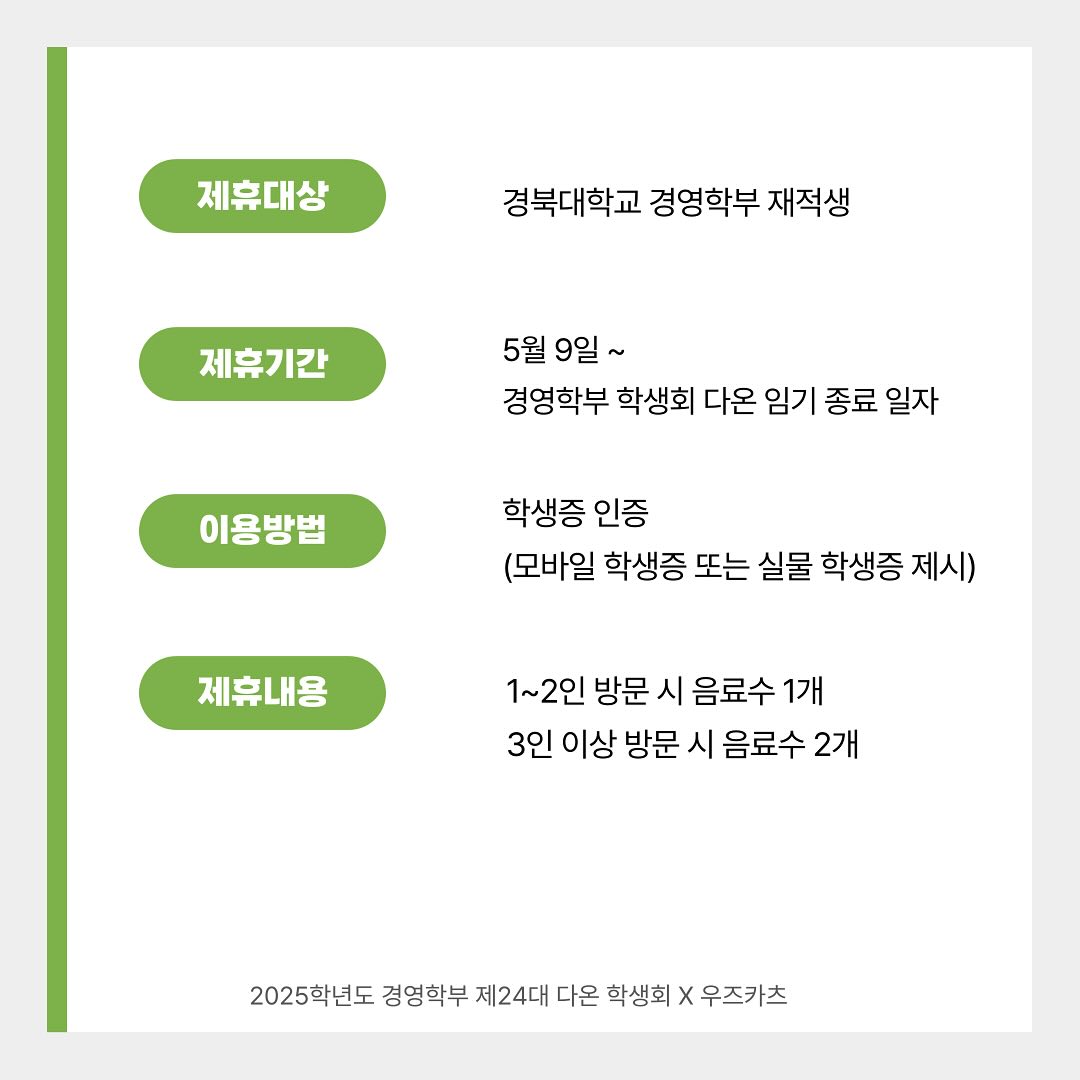 제휴대상
경북대학교 경영학부 재적생
제휴기간
5월 9일 ~
경영학부 학생회 다온 임기 종료 일자
이용방법
학생증 인증
(모바일 학생증 또는 실물 학생증 제시)
제휴내용
1~2인 방문 시 음료수 1개
3인 이상 방문 시 음료수 2개
2025학년도 경영학부 제24대 다온 학생회 X 우즈카츠